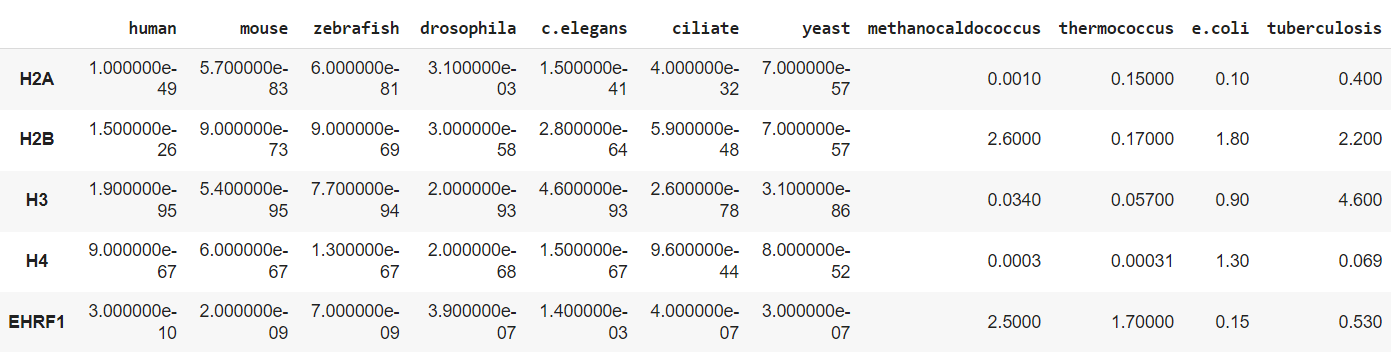 human mouse zebrafish drosophila c.elegans ciliate yeast methanocaldococcus thermococcus e.coli tuberculosis
H2A 1.000000e-49 5.700000e-83 6.000000e-81 3.100000e-03 1.500000e-41 4.000000e-32 7.000000e-57 0.0010 0.15000 0.10 0.400
H2B 1.500000e-26 9.000000e-73 9.000000e-69 3.000000e-58 2.800000e-64 5.900000e-48 7.000000e-57 2.6000 0.17000 1.80 2.200
H3 1.900000e-95 5.400000e-95 7.700000e-94 2.000000e-93 4.600000e-93 2.600000e-78 3.100000e-86 0.0340 0.05700 0.90 4.600
H4 9.000000e-67 6.000000e-67 1.300000e-67 2.000000e-68 1.500000e-67 9.600000e-44 8.000000e-52 0.0003 0.00031 1.30 0.069
EHRF1 3.000000e-10 2.000000e-09 7.000000e-09 3.900000e-07 1.400000e-03 4.000000e-07 3.000000e-07 2.5000 1.70000 0.15 0.530